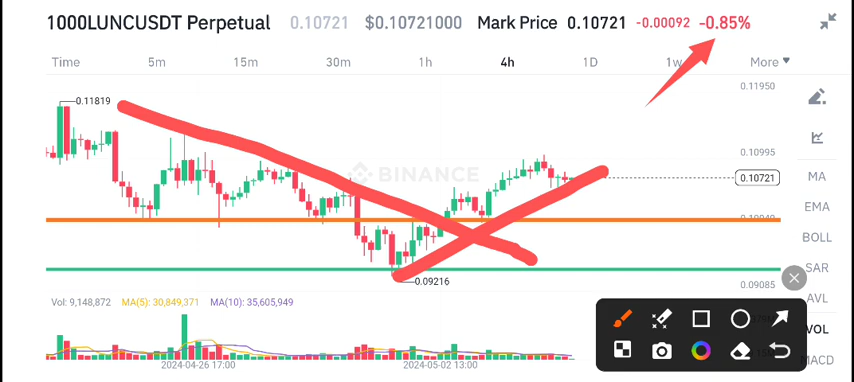 1000LUNCUSDT Perpetual 0.10721 $0.10721000 Mark Price 0.10721 -0.00092 -0.85%
Time 5m 15m 30m 1h 4h 1D 1w More
0.11950
0.11819
0.10995
BINANCE
MA
0.10721
EMA
BOLL
SAR
0.09216
0.09085
AVL
Vol: 9,148,872 MA(5): 30,849,371 MA(10): 35,605,949
VOL
MACD
2024-04-26 17:00 2024-05-02 13:00